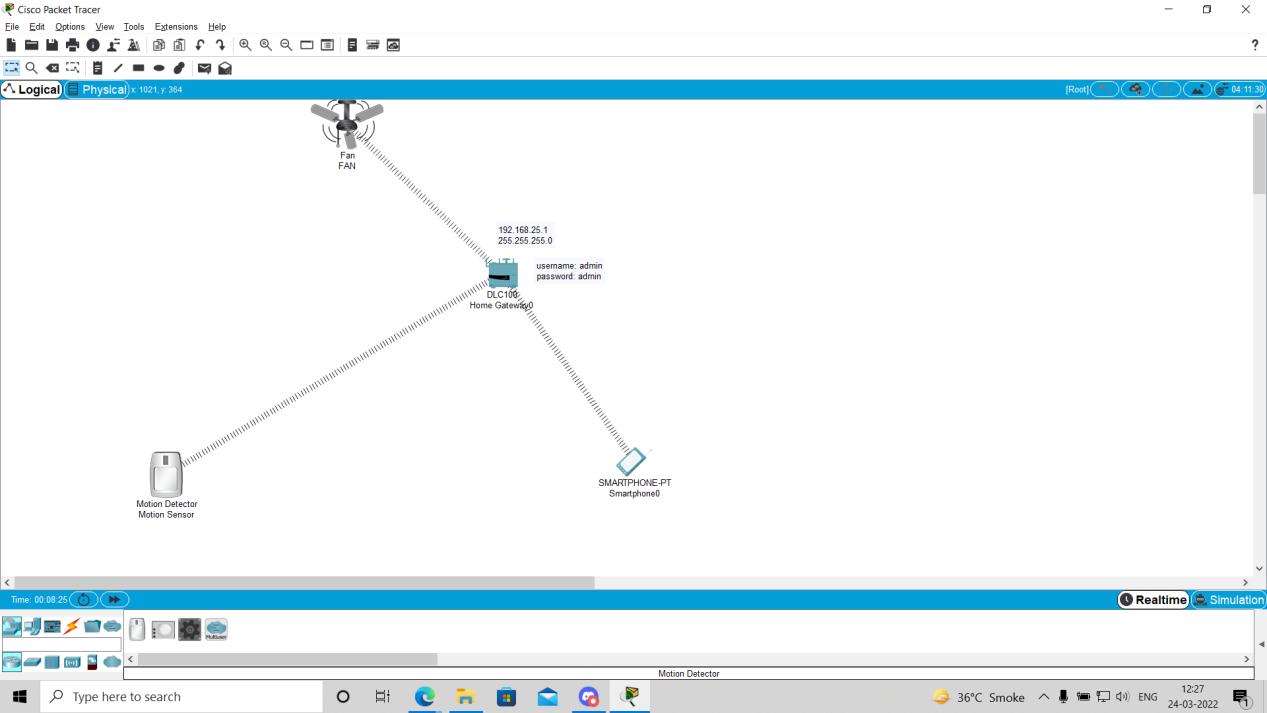 Cisco Packet Tracer
File Edit Options View Tools Extensions Help
Logical Physical x: 1021, y: 364 [Root] 04:11:30
Fan
FAN
192.168.25.1
255.255.255.0
username: admin
password: admin
DLC100
Home Gateway0
SMARTPHONE-PT
Smartphone0
Motion Detector
Motion Sensor
Time: 00:08:25 Realtime Simulation
Multiuser
Motion Detector
Type here to search 36°C Smoke ENG 12:27
24-03-2022 1